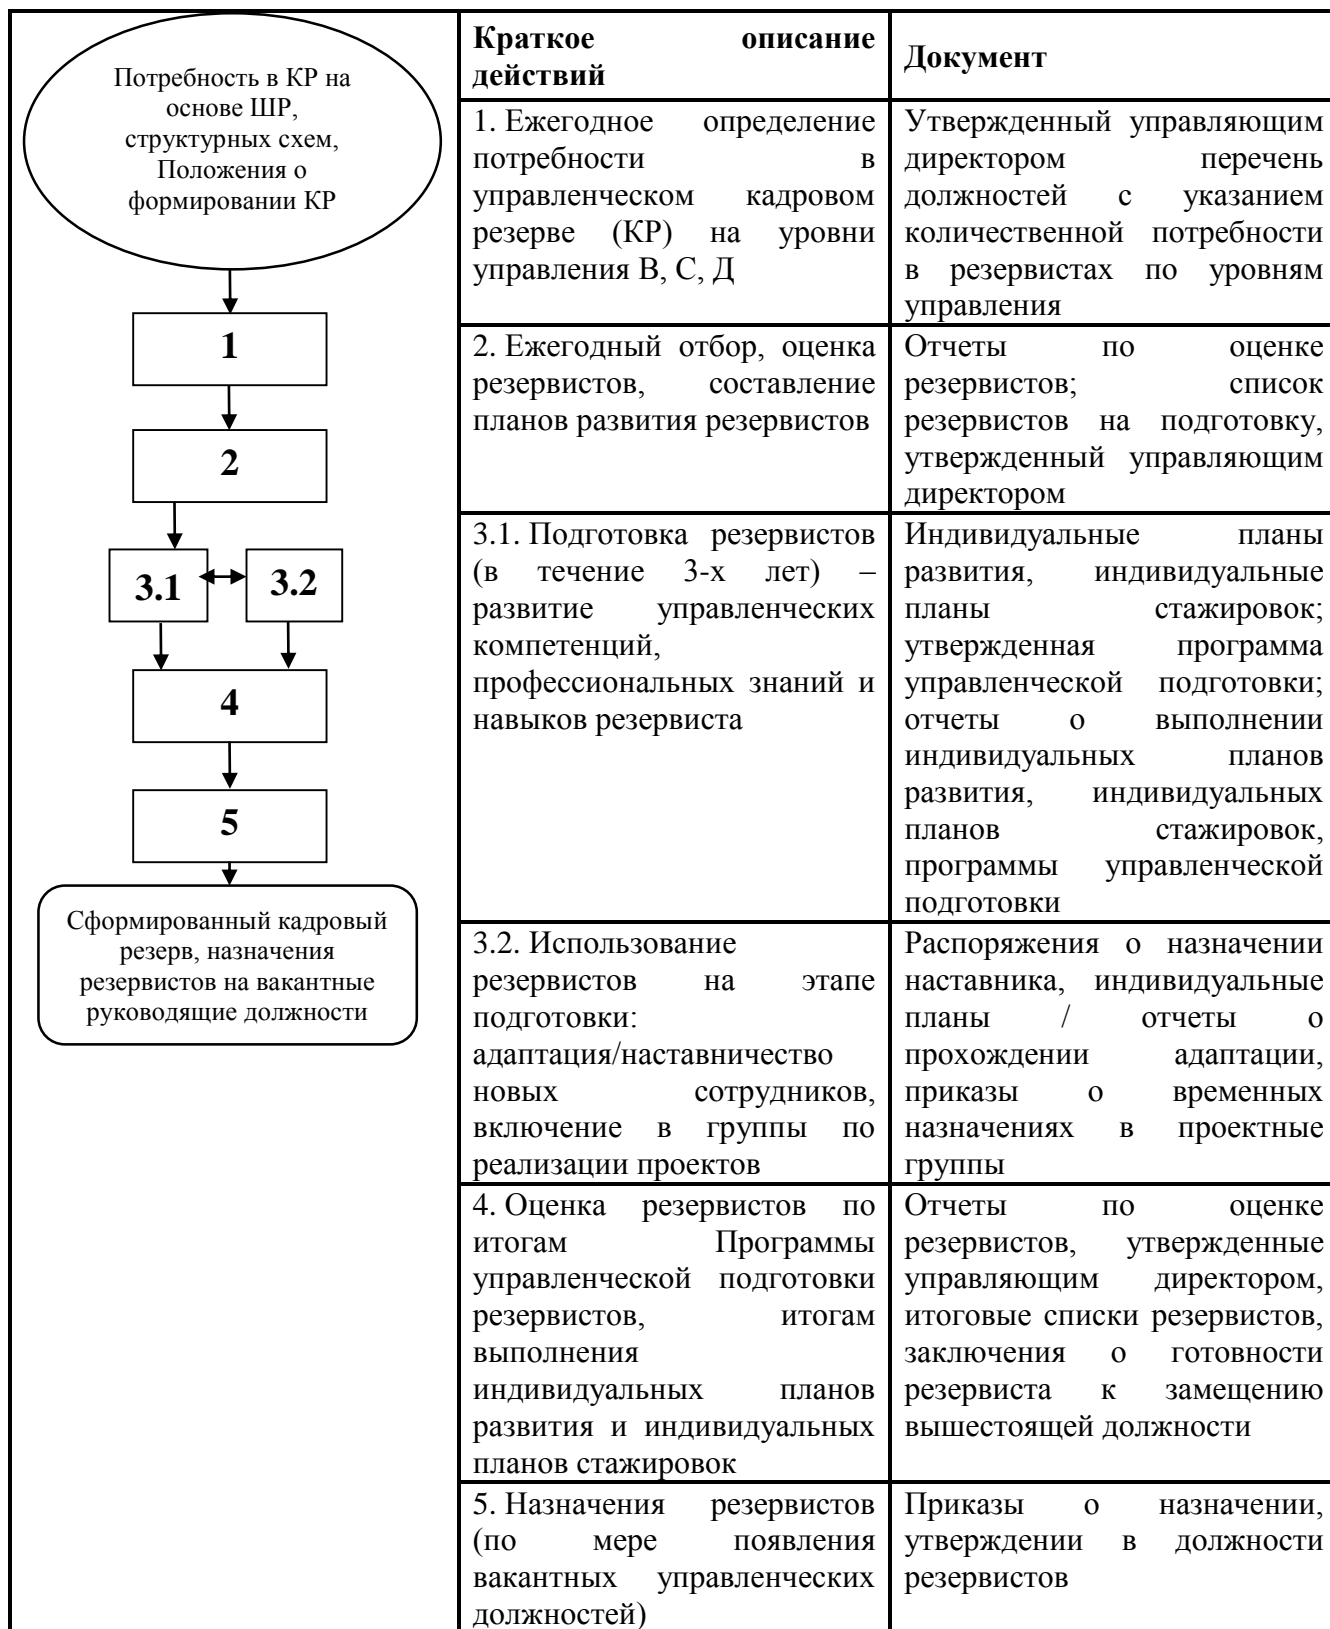 Потребность в КР на
основе ШР,
структурных схем,
Положения о
формировании КР
1
2
3.1
3.2
4
5
Сформированный кадровый
резерв, назначения
резервистов на вакантные
руководящие должности
Краткое описание
действий
Документ
1. Ежегодное определение
потребности в
управленческом кадровом
резерве (КР) на уровни
управления В, С, Д
Утвержденный управляющим
директором перечень
должностей с указанием
количественной потребности
в резервистах по уровням
управления
2. Ежегодный отбор, оценка
резервистов, составление
планов развития резервистов
Отчеты по оценке
резервистов; список
резервистов на подготовку,
утвержденный управляющим
директором
3.1. Подготовка резервистов
(в течение 3-х лет) –
развитие управленческих
компетенций,
профессиональных знаний и
навыков резервиста
Индивидуальные планы
развития, индивидуальные
планы стажировок;
утвержденная программа
управленческой подготовки;
отчеты о выполнении
индивидуальных планов
развития, индивидуальных
планов стажировок,
программы управленческой
подготовки
3.2. Использование
резервистов на этапе
подготовки:
адаптация/наставничество
новых сотрудников,
включение в группы по
реализации проектов
Распоряжения о назначении
наставника, индивидуальные
планы / отчеты о
прохождении адаптации,
приказы о временных
назначениях в проектные
группы
4. Оценка резервистов по
итогам Программы
управленческой подготовки
резервистов, итогам
выполнения
индивидуальных планов
развития и индивидуальных
планов стажировок
Отчеты по оценке
резервистов, утвержденные
управляющим директором,
итоговые списки резервистов,
заключения о готовности
резервиста к замещению
вышестоящей должности
5. Назначения резервистов
(по мере появления
вакантных управленческих
должностей)
Приказы о назначении,
утверждении в должности
резервистов